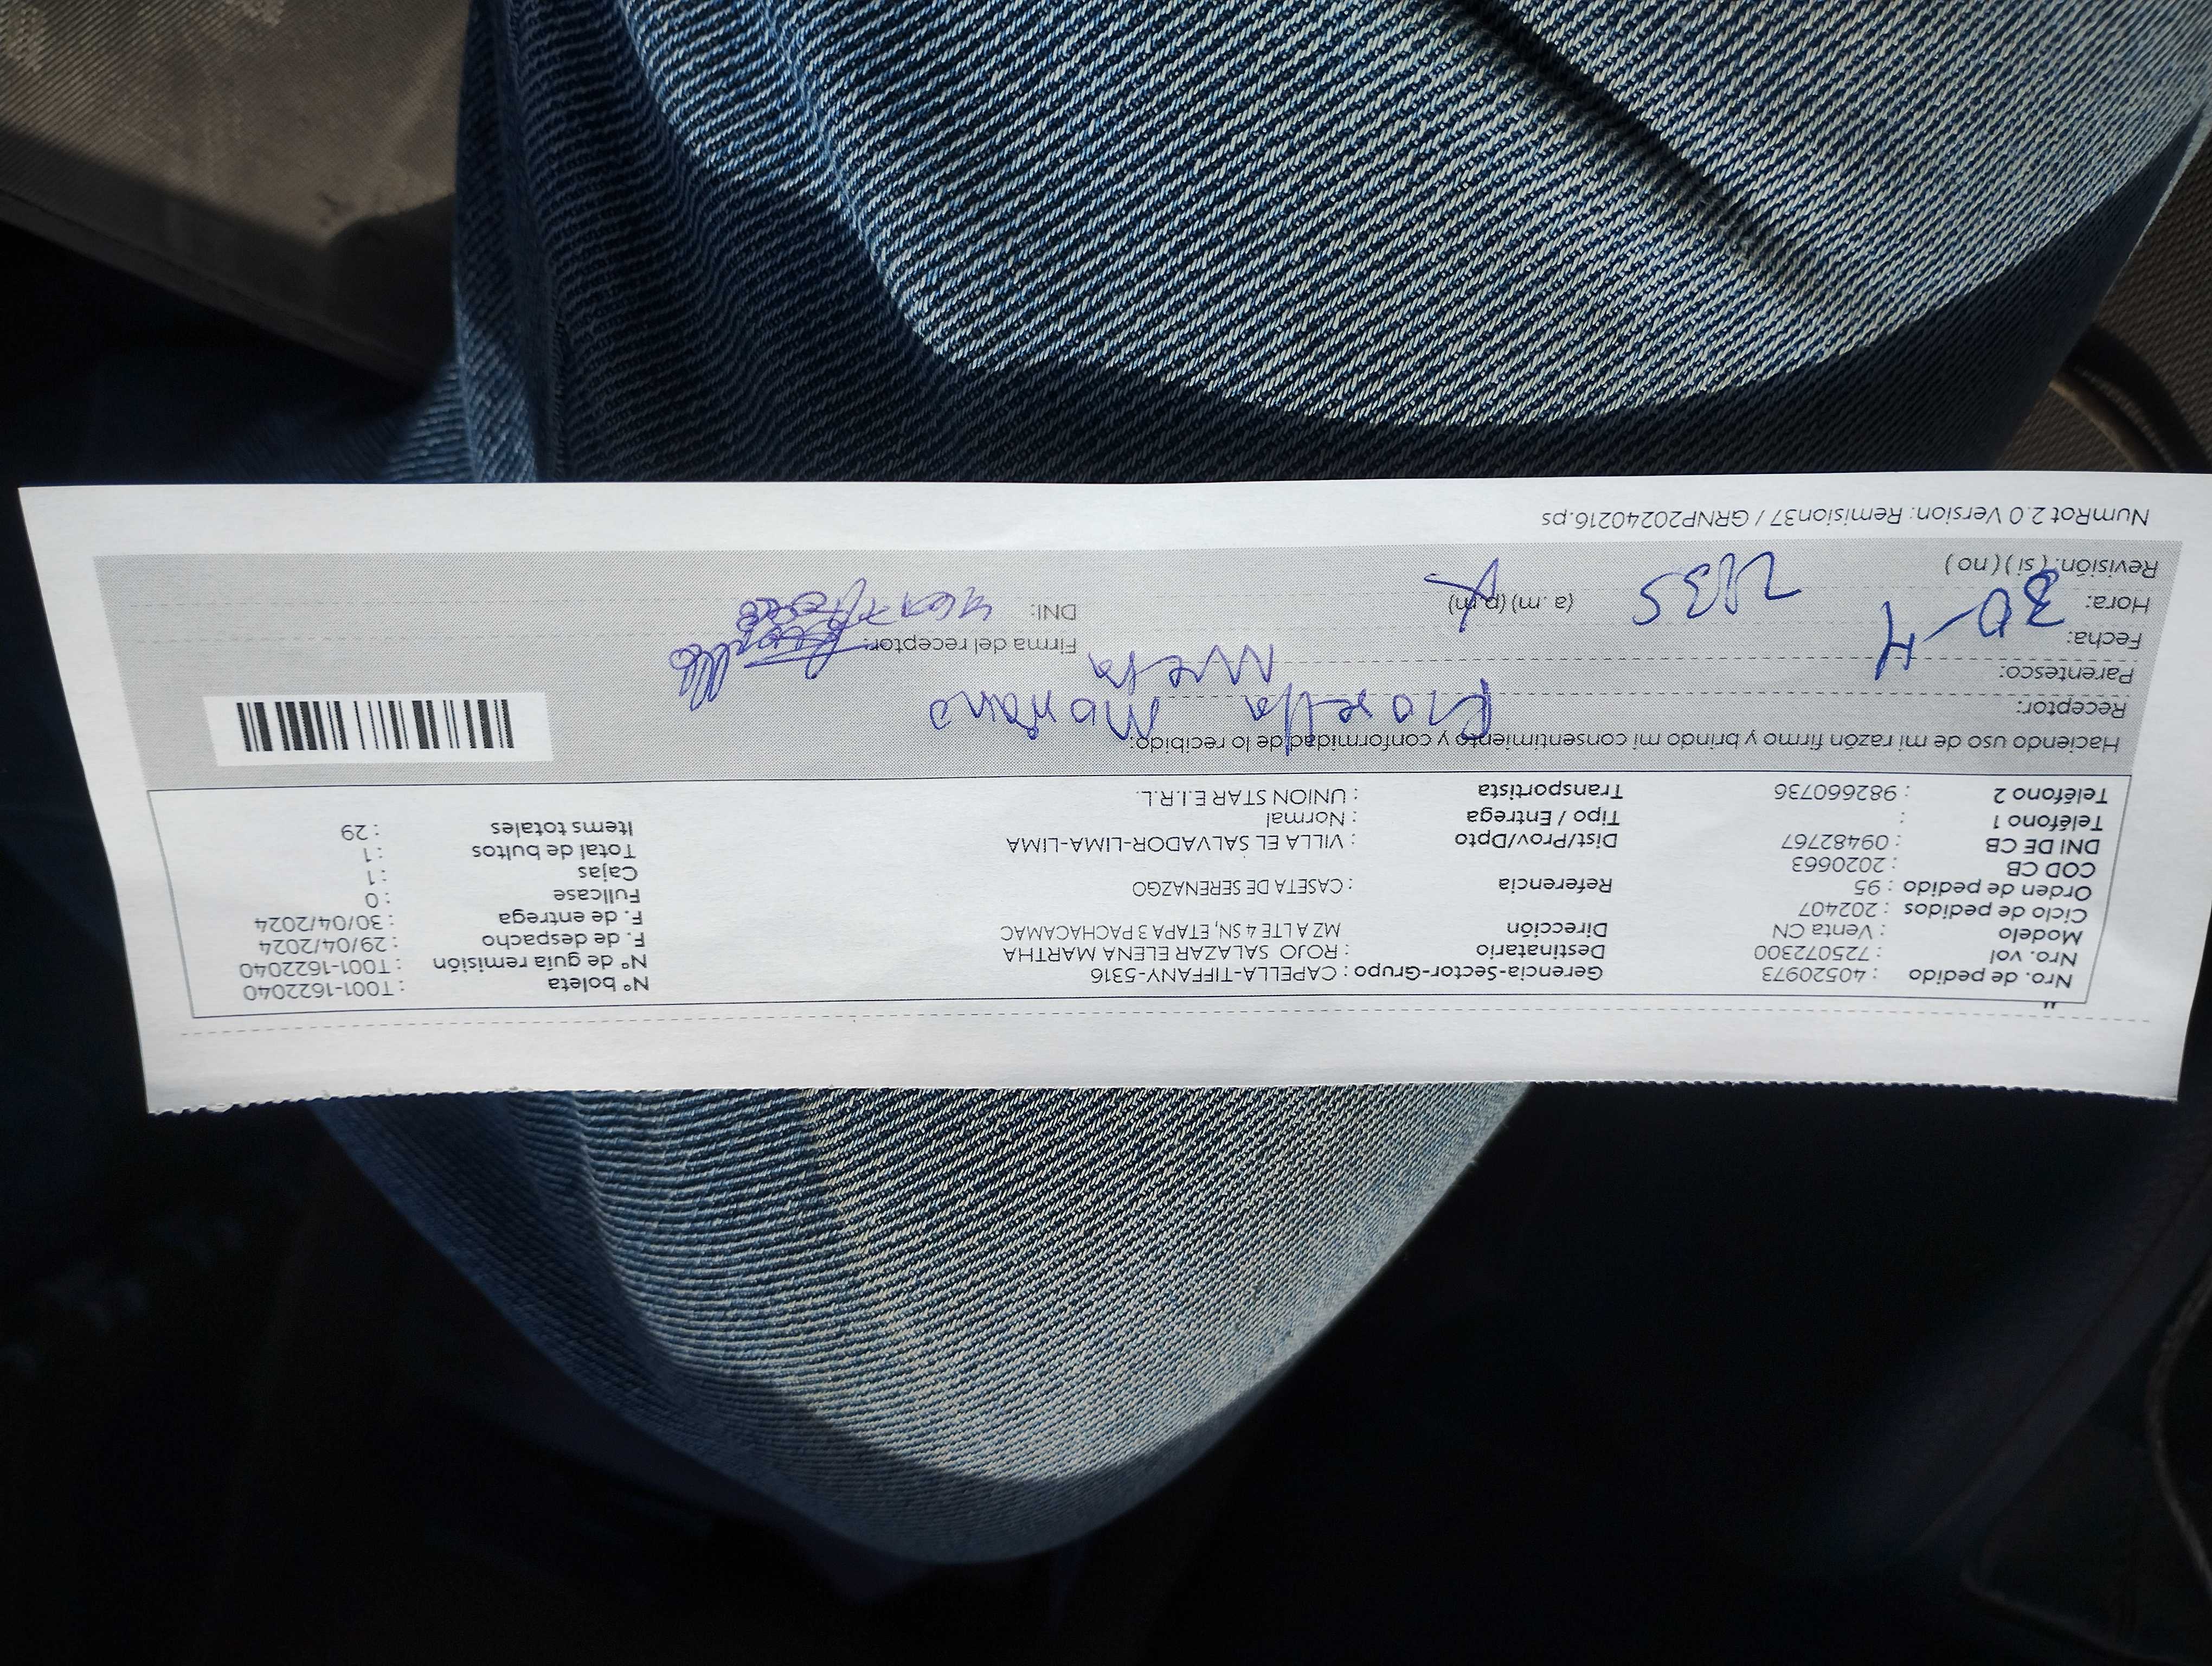 Nro. de pedido : 40520973 Gerencia-Sector-Grupo : CAPELLA-TIFFANY-5316 N° boleta : T001-1622040
Nro. vol : 725072300 Destinatario : ROJO SALAZAR ELENA MARTHA N° de guía remisión : T001-1622040
Modelo : Venta CN Dirección MZ A LTE 4 SN, ETAPA 3 PACHACAMAC F. de despacho : 29/04/2024
Ciclo de pedidos : 202407 F. de entrega : 30/04/2024
Orden de pedido : 95 Referencia : CASETA DE SERENAZGO Fullcase : 0
COD CB : 2020663 Cajas : 1
DNI DE CB : 09482767 Dist/Prov/Dpto : VILLA EL SALVADOR-LIMA-LIMA Total de bultos : 1
Teléfono 1 : Tipo / Entrega : Normal Items totales : 29
Teléfono 2 : 982660736 Transportista : UNION STAR E.I.R.L.
Haciendo uso de mi razón firmo y brindo mi consentimiento y conformidad de lo recibido:
Receptor:
Parentesco: Nieta
Fecha: 30-4 Firma del receptor:
Hora: 2:35 (a. m) (p.m) DNI:
Revisión: ( si ) ( no )
NumRot 2.0 Version: Remision37 / GRNP20240216.ps